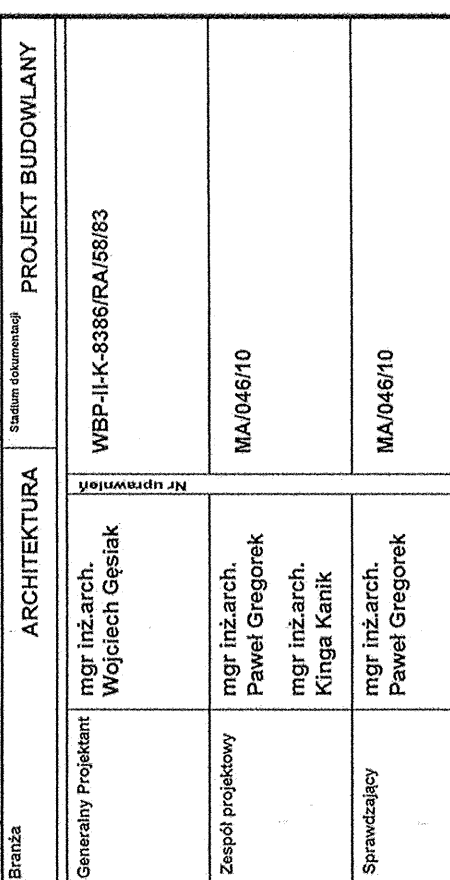 Branża
ARCHITEKTURA
Stadium dokumentacji
PROJEKT BUDOWLANY
Generalny Projektant
mgr inż.arch.
Wojciech Gęsiak
Nr uprawnień
WBP-II-K-8386/RA/58/83
Zespół projektowy
mgr inż.arch.
Paweł Gregorek
mgr inż.arch.
Kinga Kanik
MA/046/10
Sprawdzający
mgr inż.arch.
Paweł Gregorek
MA/046/10